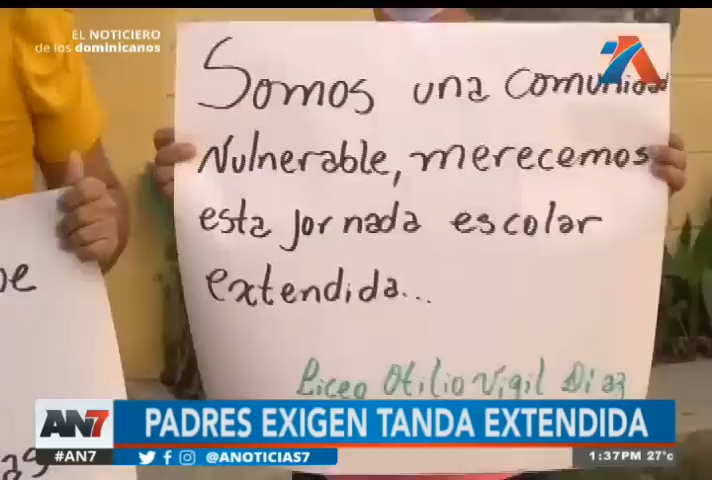 EL NOTICIERO
de los dominicanos
Somos una comunidad
Vulnerable, merecemos
esta jornada escolar
extendida...
Liceo Otilio Vigil Diaz
AN7
PADRES EXIGEN TANDA EXTENDIDA
#AN7
@ANOTICIAS7
1:37PM 27°c